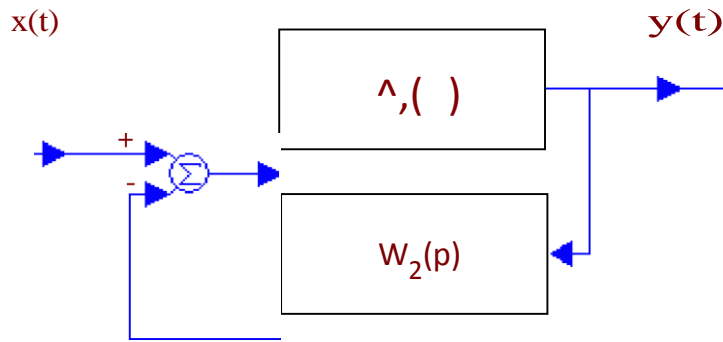 x(t)
y(t)
^,( )
+
Σ
-
W₂(p)